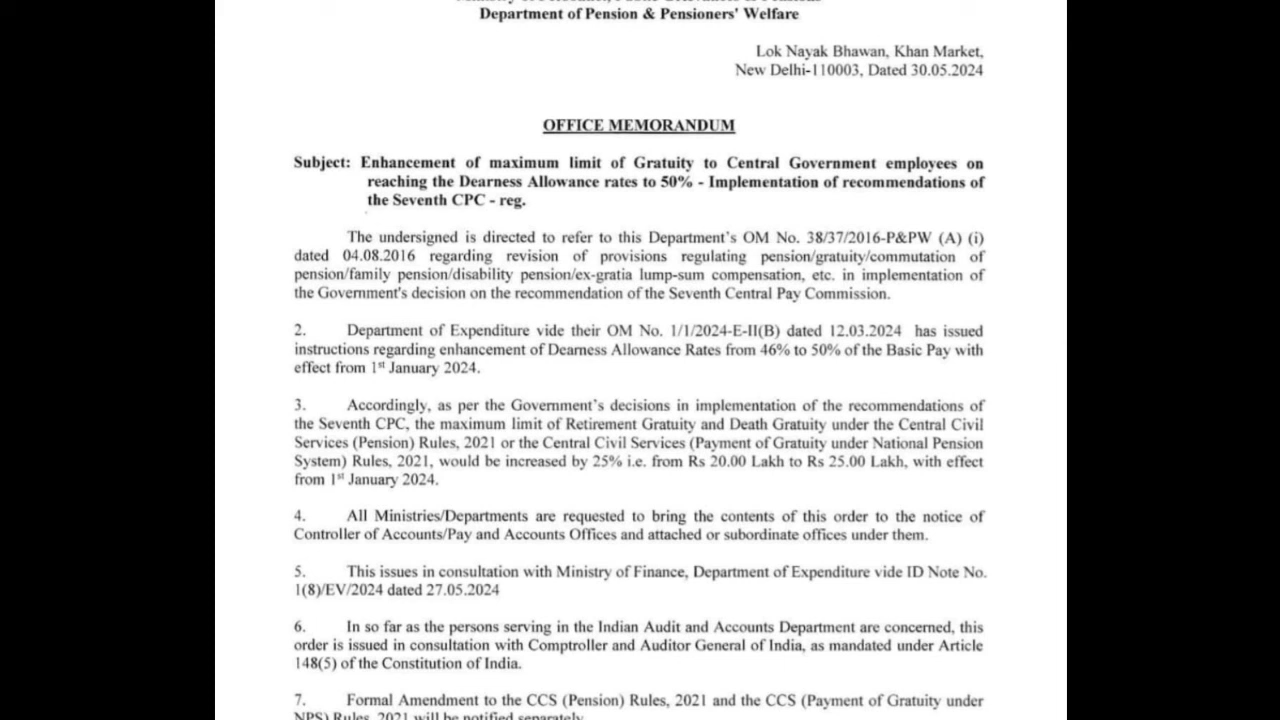 Department of Pension & Pensioners' Welfare
Lok Nayak Bhawan, Khan Market,
New Delhi-110003, Dated 30.05.2024
OFFICE MEMORANDUM
Subject: Enhancement of maximum limit of Gratuity to Central Government employees on
reaching the Dearness Allowance rates to 50% - Implementation of recommendations of
the Seventh CPC - reg.
The undersigned is directed to refer to this Department's OM No. 38/37/2016-P&PW (A) (i)
dated 04.08.2016 regarding revision of provisions regulating pension/gratuity/commutation of
pension/family pension/disability pension/ex-gratia lump-sum compensation, etc. in implementation of
the Government's decision on the recommendation of the Seventh Central Pay Commission.
2. Department of Expenditure vide their OM No. 1/1/2024-E-II(B) dated 12.03.2024 has issued
instructions regarding enhancement of Dearness Allowance Rates from 46% to 50% of the Basic Pay with
effect from 1st January 2024.
3. Accordingly, as per the Government's decisions in implementation of the recommendations of
the Seventh CPC, the maximum limit of Retirement Gratuity and Death Gratuity under the Central Civil
Services (Pension) Rules, 2021 or the Central Civil Services (Payment of Gratuity under National Pension
System) Rules, 2021, would be increased by 25% i.e. from Rs 20.00 Lakh to Rs 25.00 Lakh, with effect
from 1st January 2024.
4. All Ministries/Departments are requested to bring the contents of this order to the notice of
Controller of Accounts/Pay and Accounts Offices and attached or subordinate offices under them.
5. This issues in consultation with Ministry of Finance, Department of Expenditure vide ID Note No.
1(8)/EV/2024 dated 27.05.2024
6. In so far as the persons serving in the Indian Audit and Accounts Department are concerned, this
order is issued in consultation with Comptroller and Auditor General of India, as mandated under Article
148(5) of the Constitution of India.
7. Formal Amendment to the CCS (Pension) Rules, 2021 and the CCS (Payment of Gratuity under
NPS) Rules, 2021 will be notified separately.